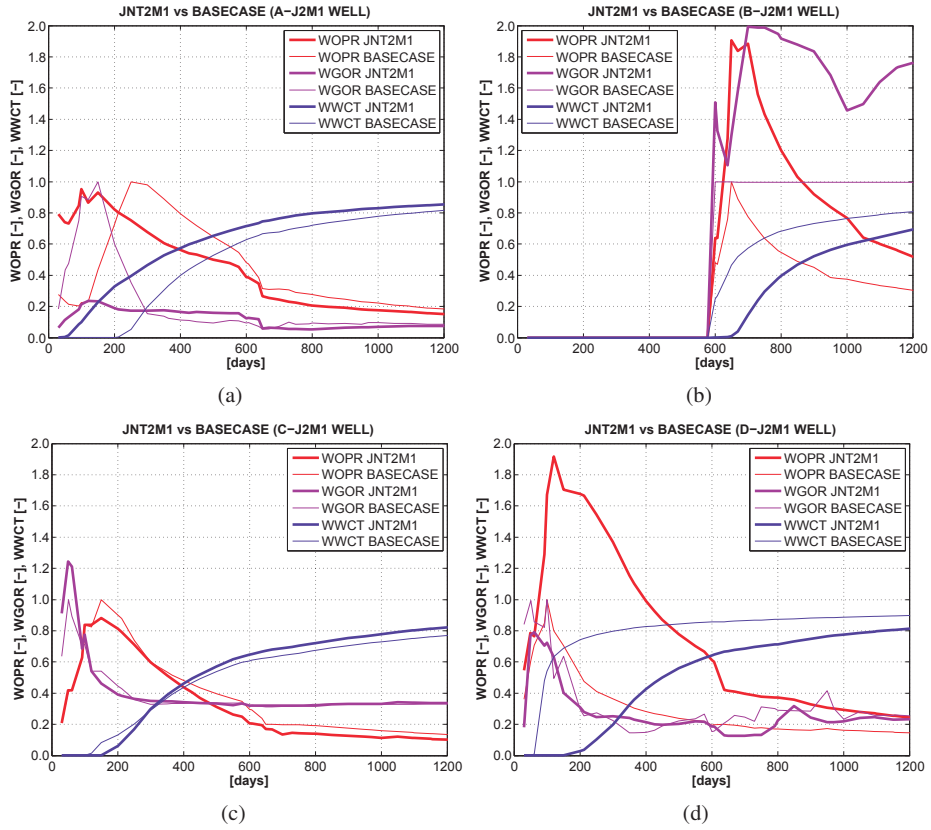 JNT2M1 vs BASECASE (A−J2M1 WELL)
WOPR [−], WGOR [−], WWCT [−]
2.0
1.8
1.6
1.4
1.2
1.0
0.8
0.6
0.4
0.2
0.0
WOPR JNT2M1
WOPR BASECASE
WGOR JNT2M1
WGOR BASECASE
WWCT JNT2M1
WWCT BASECASE
0 200 400 600 800 1000 1200
[days]
(a)
JNT2M1 vs BASECASE (B−J2M1 WELL)
WOPR [−], WGOR [−], WWCT [−]
2.0
1.8
1.6
1.4
1.2
1.0
0.8
0.6
0.4
0.2
0.0
WOPR JNT2M1
WOPR BASECASE
WGOR JNT2M1
WGOR BASECASE
WWCT JNT2M1
WWCT BASECASE
0 200 400 600 800 1000 1200
[days]
(b)
JNT2M1 vs BASECASE (C−J2M1 WELL)
WOPR [−], WGOR [−], WWCT [−]
2.0
1.8
1.6
1.4
1.2
1.0
0.8
0.6
0.4
0.2
0.0
WOPR JNT2M1
WOPR BASECASE
WGOR JNT2M1
WGOR BASECASE
WWCT JNT2M1
WWCT BASECASE
0 200 400 600 800 1000 1200
[days]
(c)
JNT2M1 vs BASECASE (D−J2M1 WELL)
WOPR [−], WGOR [−], WWCT [−]
2.0
1.8
1.6
1.4
1.2
1.0
0.8
0.6
0.4
0.2
0.0
WOPR JNT2M1
WOPR BASECASE
WGOR JNT2M1
WGOR BASECASE
WWCT JNT2M1
WWCT BASECASE
0 200 400 600 800 1000 1200
[days]
(d)